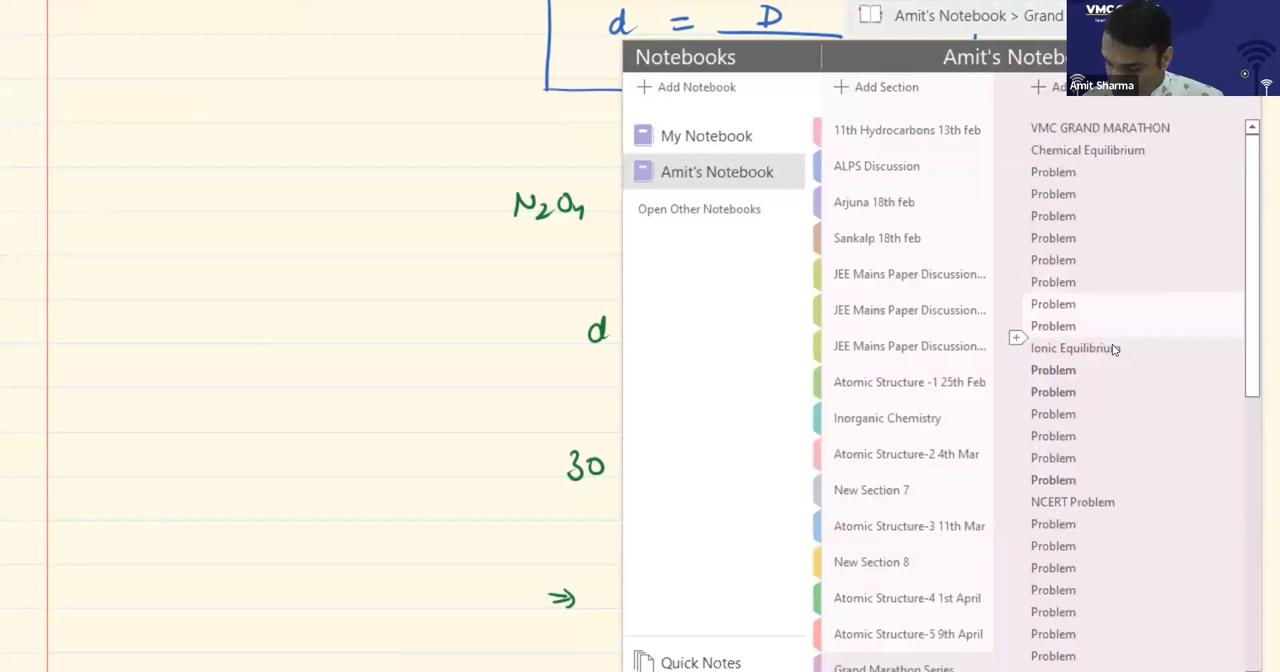 d = D
Amit's Notebook > Grand
VMC
Amit Sharma
Notebooks
Amit's
+ Add Notebook
+ Add Section
+
My Notebook
Amit's Notebook
Open Other Notebooks
Quick Notes
11th Hydrocarbons 13th feb
ALPS Discussion
Arjuna 18th feb
Sankalp 18th feb
JEE Mains Paper Discussion...
JEE Mains Paper Discussion...
JEE Mains Paper Discussion...
Atomic Structure -1 25th Feb
Inorganic Chemistry
Atomic Structure-2 4th Mar
New Section 7
Atomic Structure-3 11th Mar
New Section 8
Atomic Structure-4 1st April
Atomic Structure-5 9th April
Grand Marathon Series
VMC GRAND MARATHON
Chemical Equilibrium
Problem
Problem
Problem
Problem
Problem
Problem
Problem
Problem
Ionic Equilibrium
Problem
Problem
Problem
Problem
Problem
Problem
NCERT Problem
Problem
Problem
Problem
Problem
Problem
Problem
Problem
N2O4
d
30
⇒